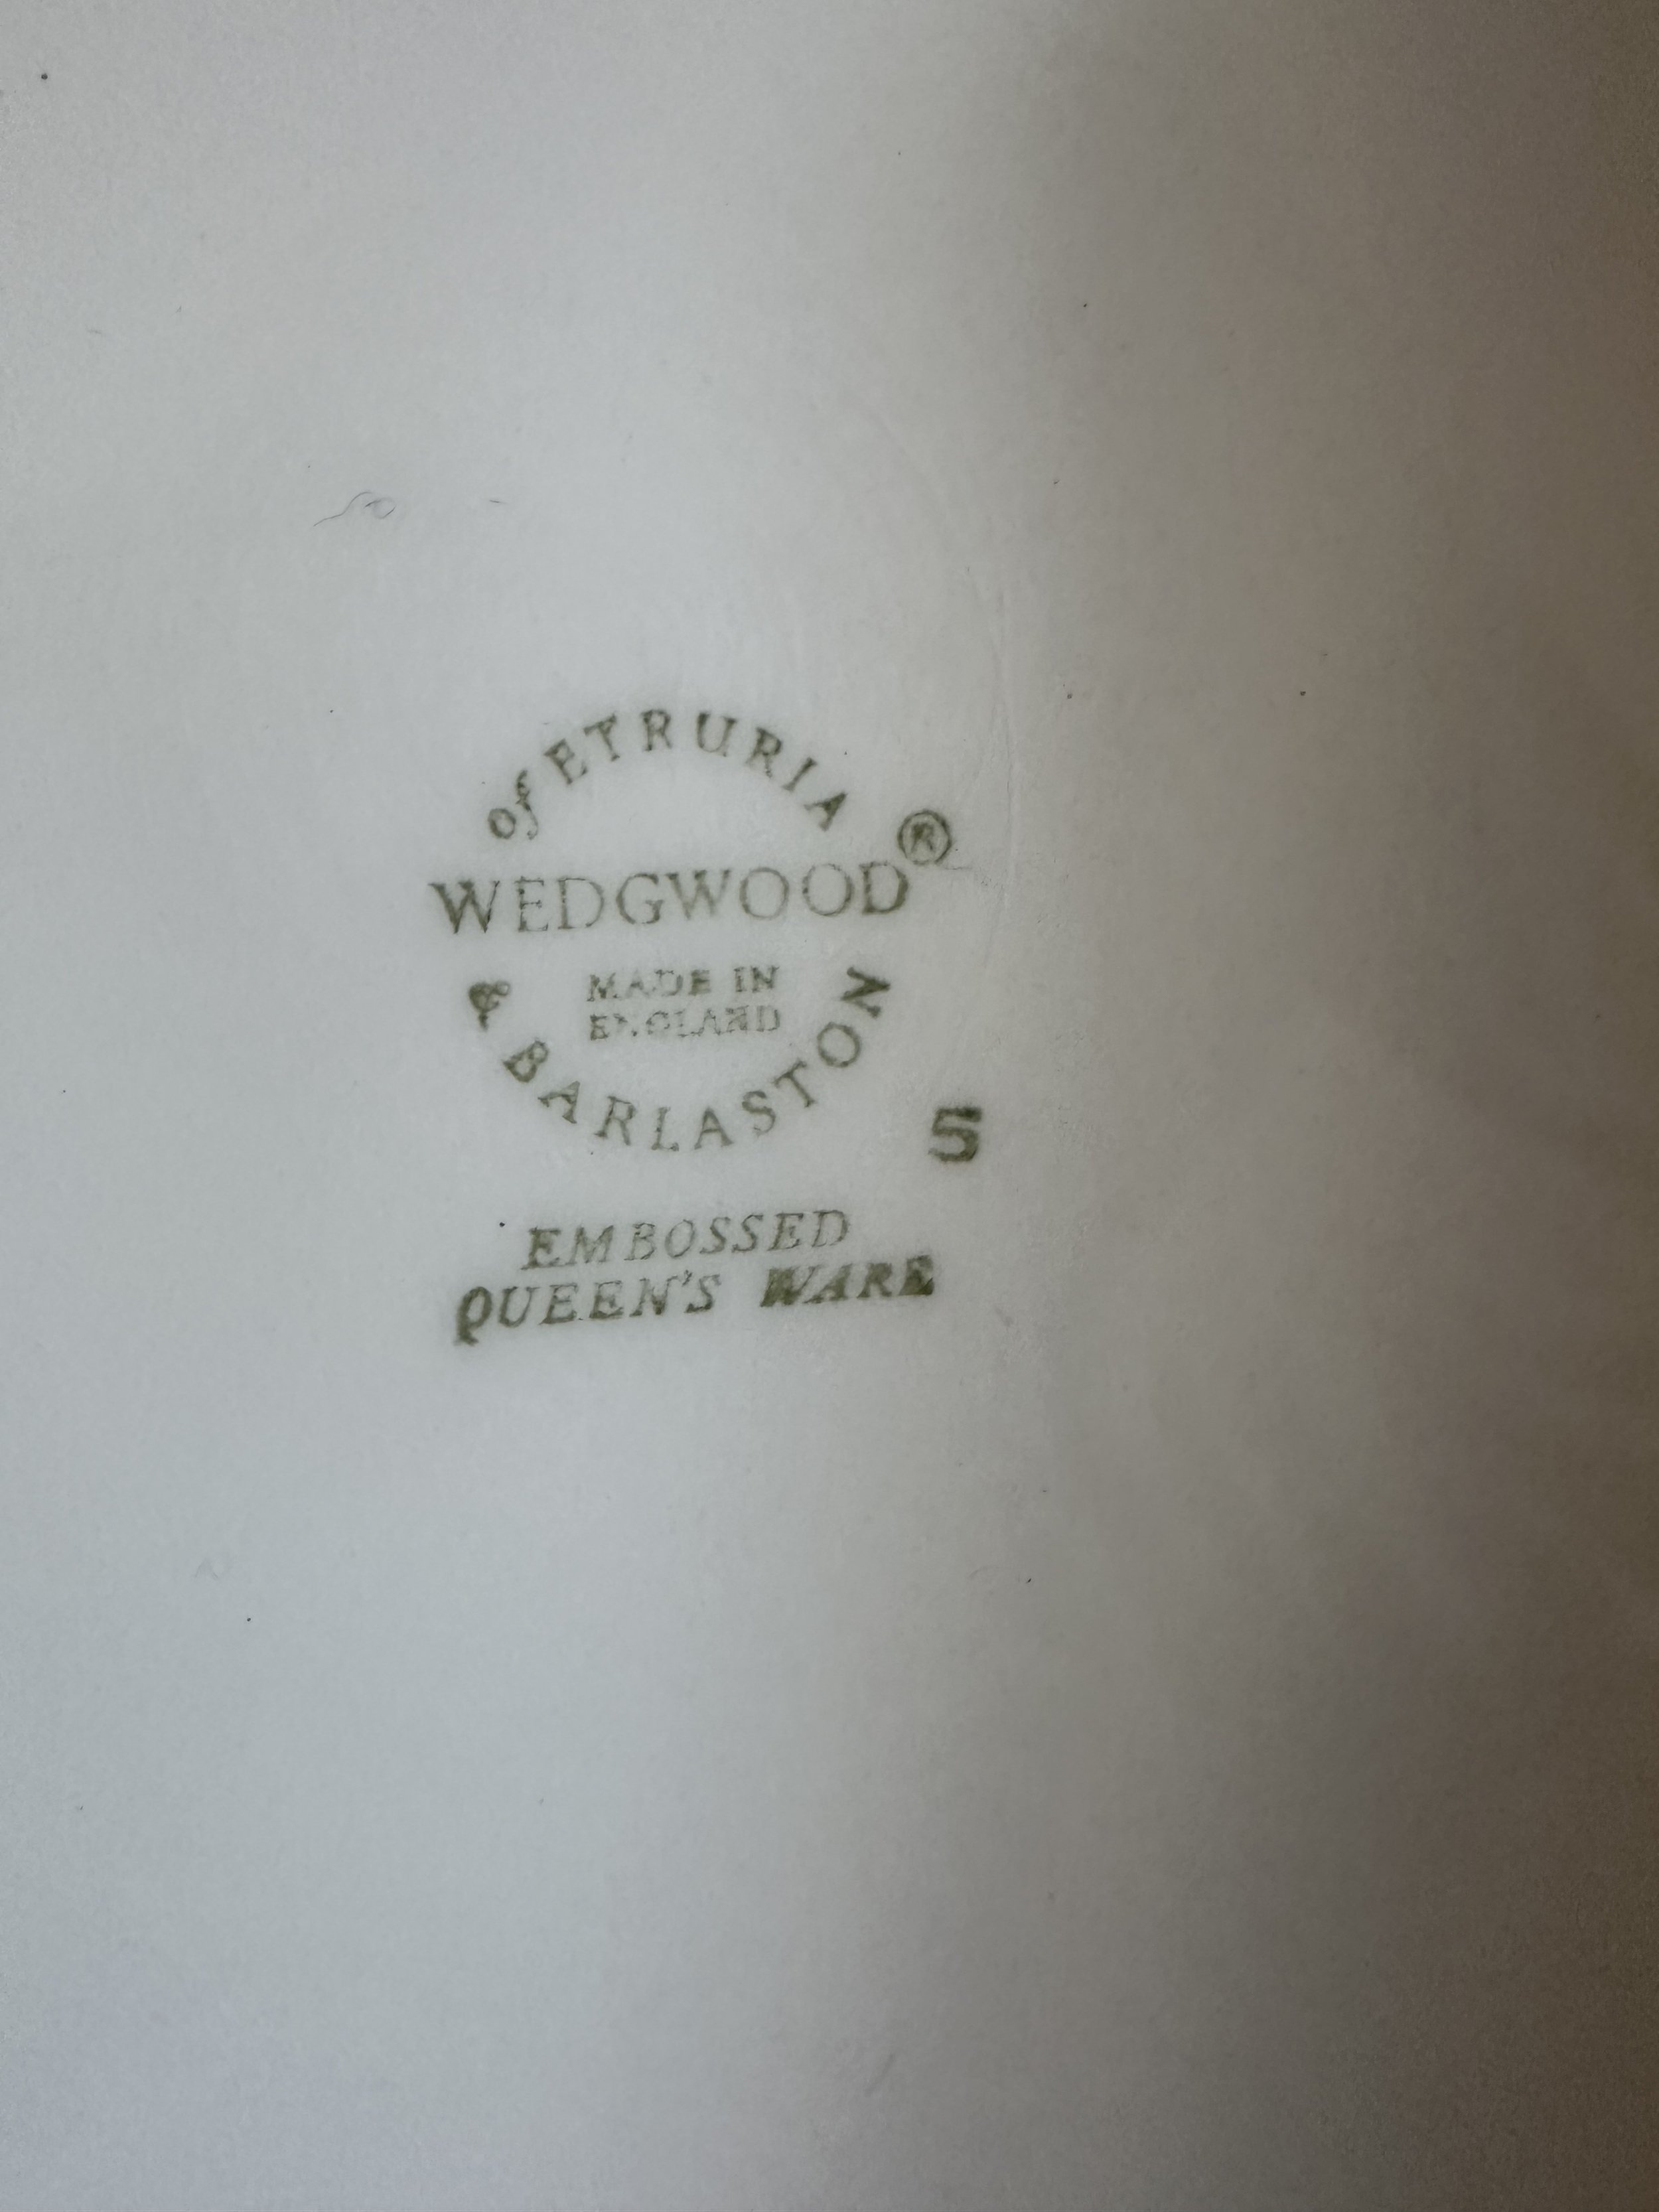 of ETRURIA
WEDGWOOD®
MADE IN
ENGLAND
& BARLASTON
5
EMBOSSED
QUEEN'S WARE